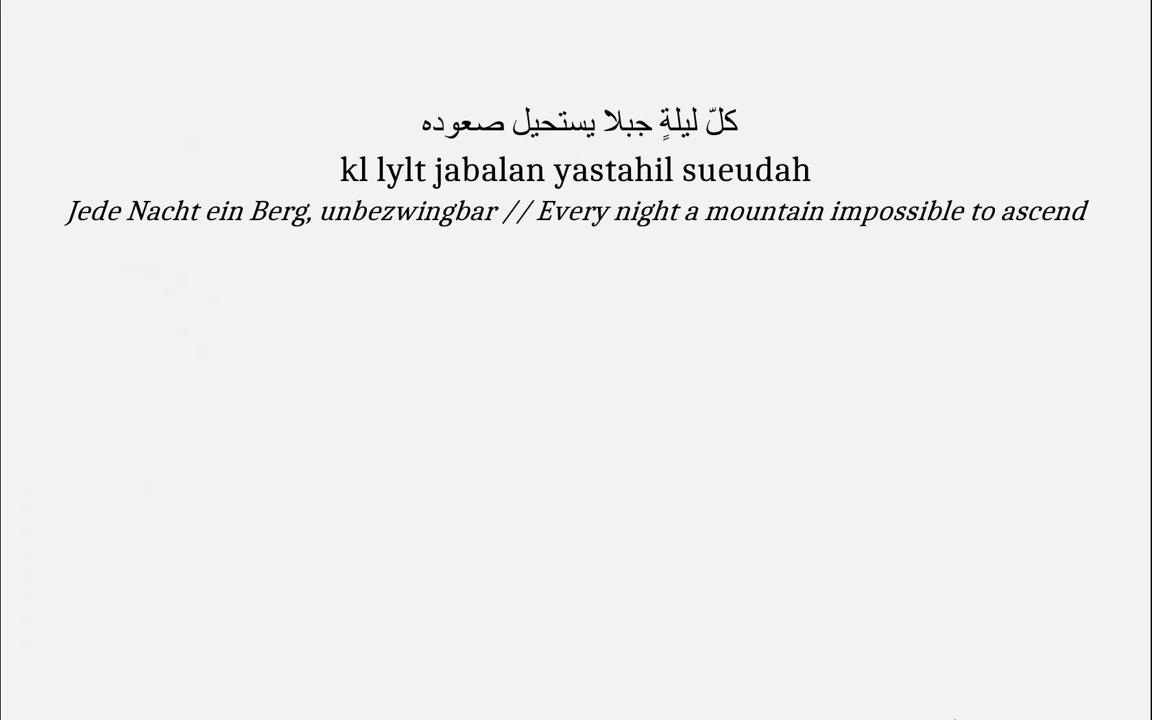 كلّ ليلةٍ جبلا يستحيل صعوده
kl lylt jabalan yastahil sueudah
Jede Nacht ein Berg, unbezwingbar // Every night a mountain impossible to ascend